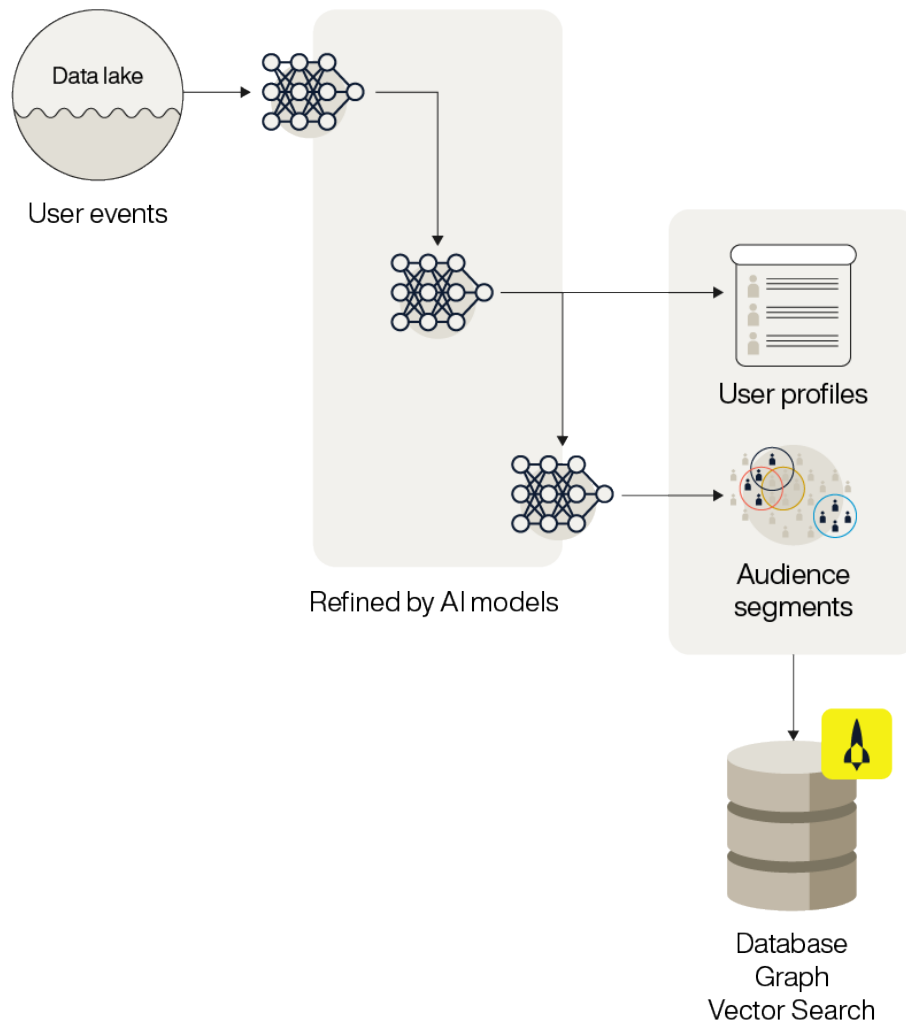 Data lake
User events
User profiles
Audience
segments
Refined by AI models
Database
Graph
Vector Search